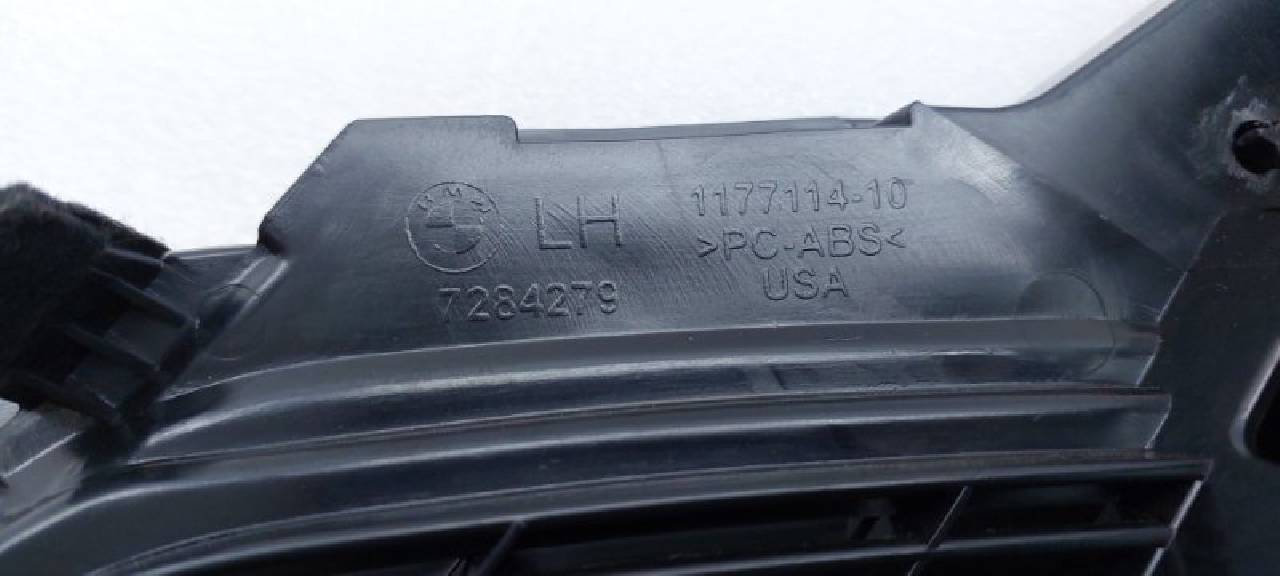 BMW
LH
7284279
1177114-10
>PC-ABS<
USA